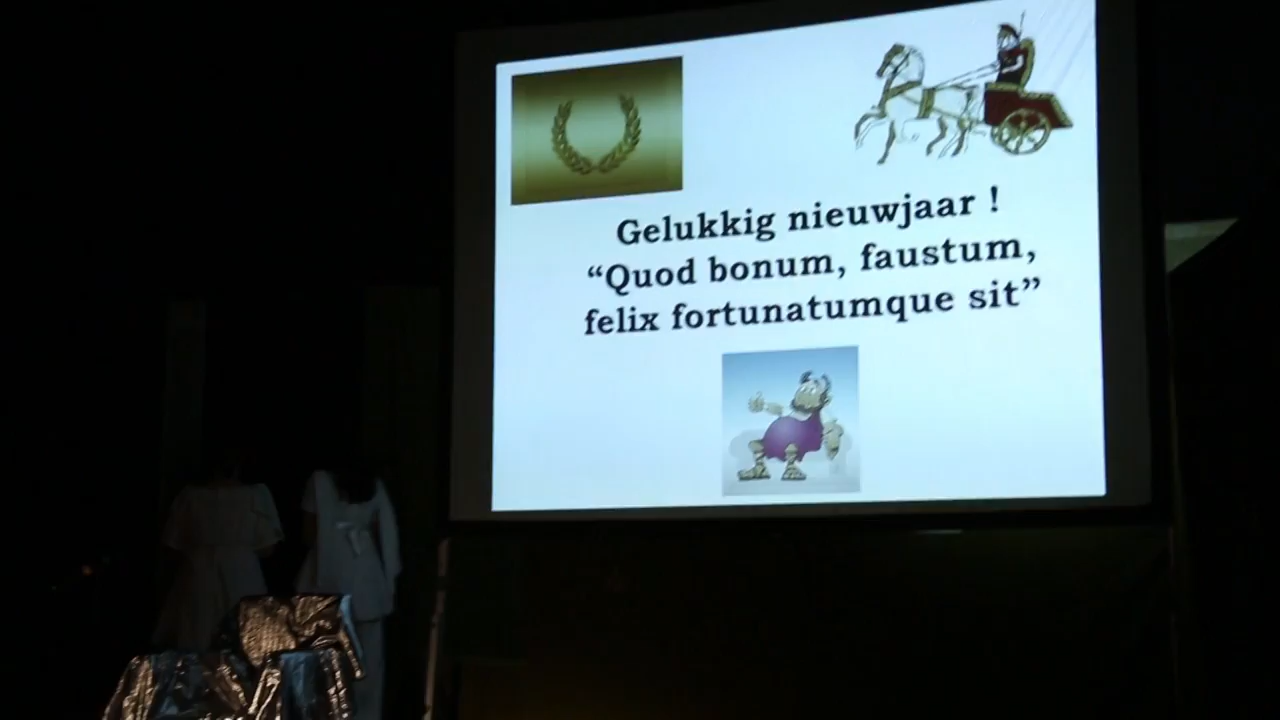 Gelukkig nieuwjaar !
“Quod bonum, faustum,
felix fortunatumque sit”